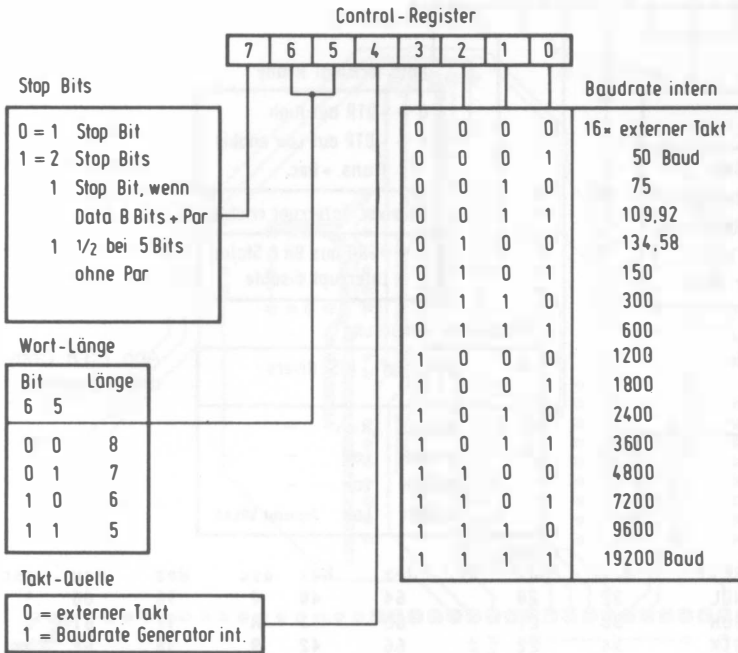 Control-Register
7 6 5 4 3 2 1 0
Stop Bits
0 = 1 Stop Bit
1 = 2 Stop Bits
1 Stop Bit, wenn
Data 8 Bits + Par
1 1/2 bei 5 Bits
ohne Par
Wort-Länge
Bit Länge
6 5
0 0 8
0 1 7
1 0 6
1 1 5
Takt-Quelle
0 = externer Takt
1 = Baudrate Generator int.
Baudrate intern
0 0 0 0 16× externer Takt
0 0 0 1 50 Baud
0 0 1 0 75
0 0 1 1 109,92
0 1 0 0 134,58
0 1 0 1 150
0 1 1 0 300
0 1 1 1 600
1 0 0 0 1200
1 0 0 1 1800
1 0 1 0 2400
1 0 1 1 3600
1 1 0 0 4800
1 1 0 1 7200
1 1 1 0 9600
1 1 1 1 19200 Baud